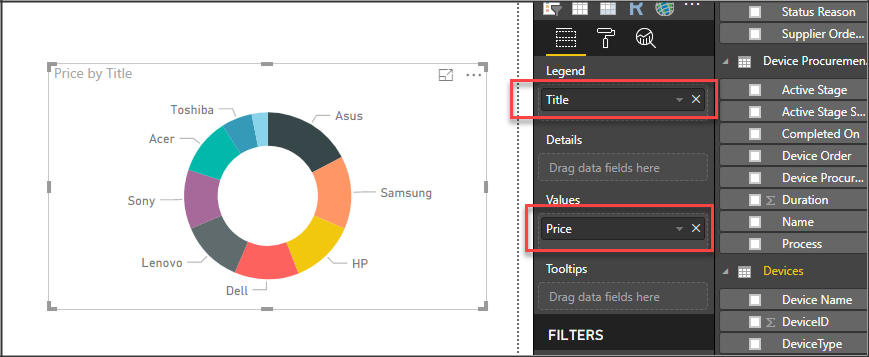 Price by Title
Toshiba
Asus
Acer
Samsung
Sony
Lenovo
HP
Dell
R
Legend
Title
Details
Drag data fields here
Values
Price
Tooltips
Drag data fields here
FILTERS
Status Reason
Supplier Orde...
Device Procuremen.
Active Stage
Active Stage S...
Completed On
Device Order
Device Procur...
Σ Duration
Name
Process
Devices
Device Name
Σ DeviceID
DeviceType